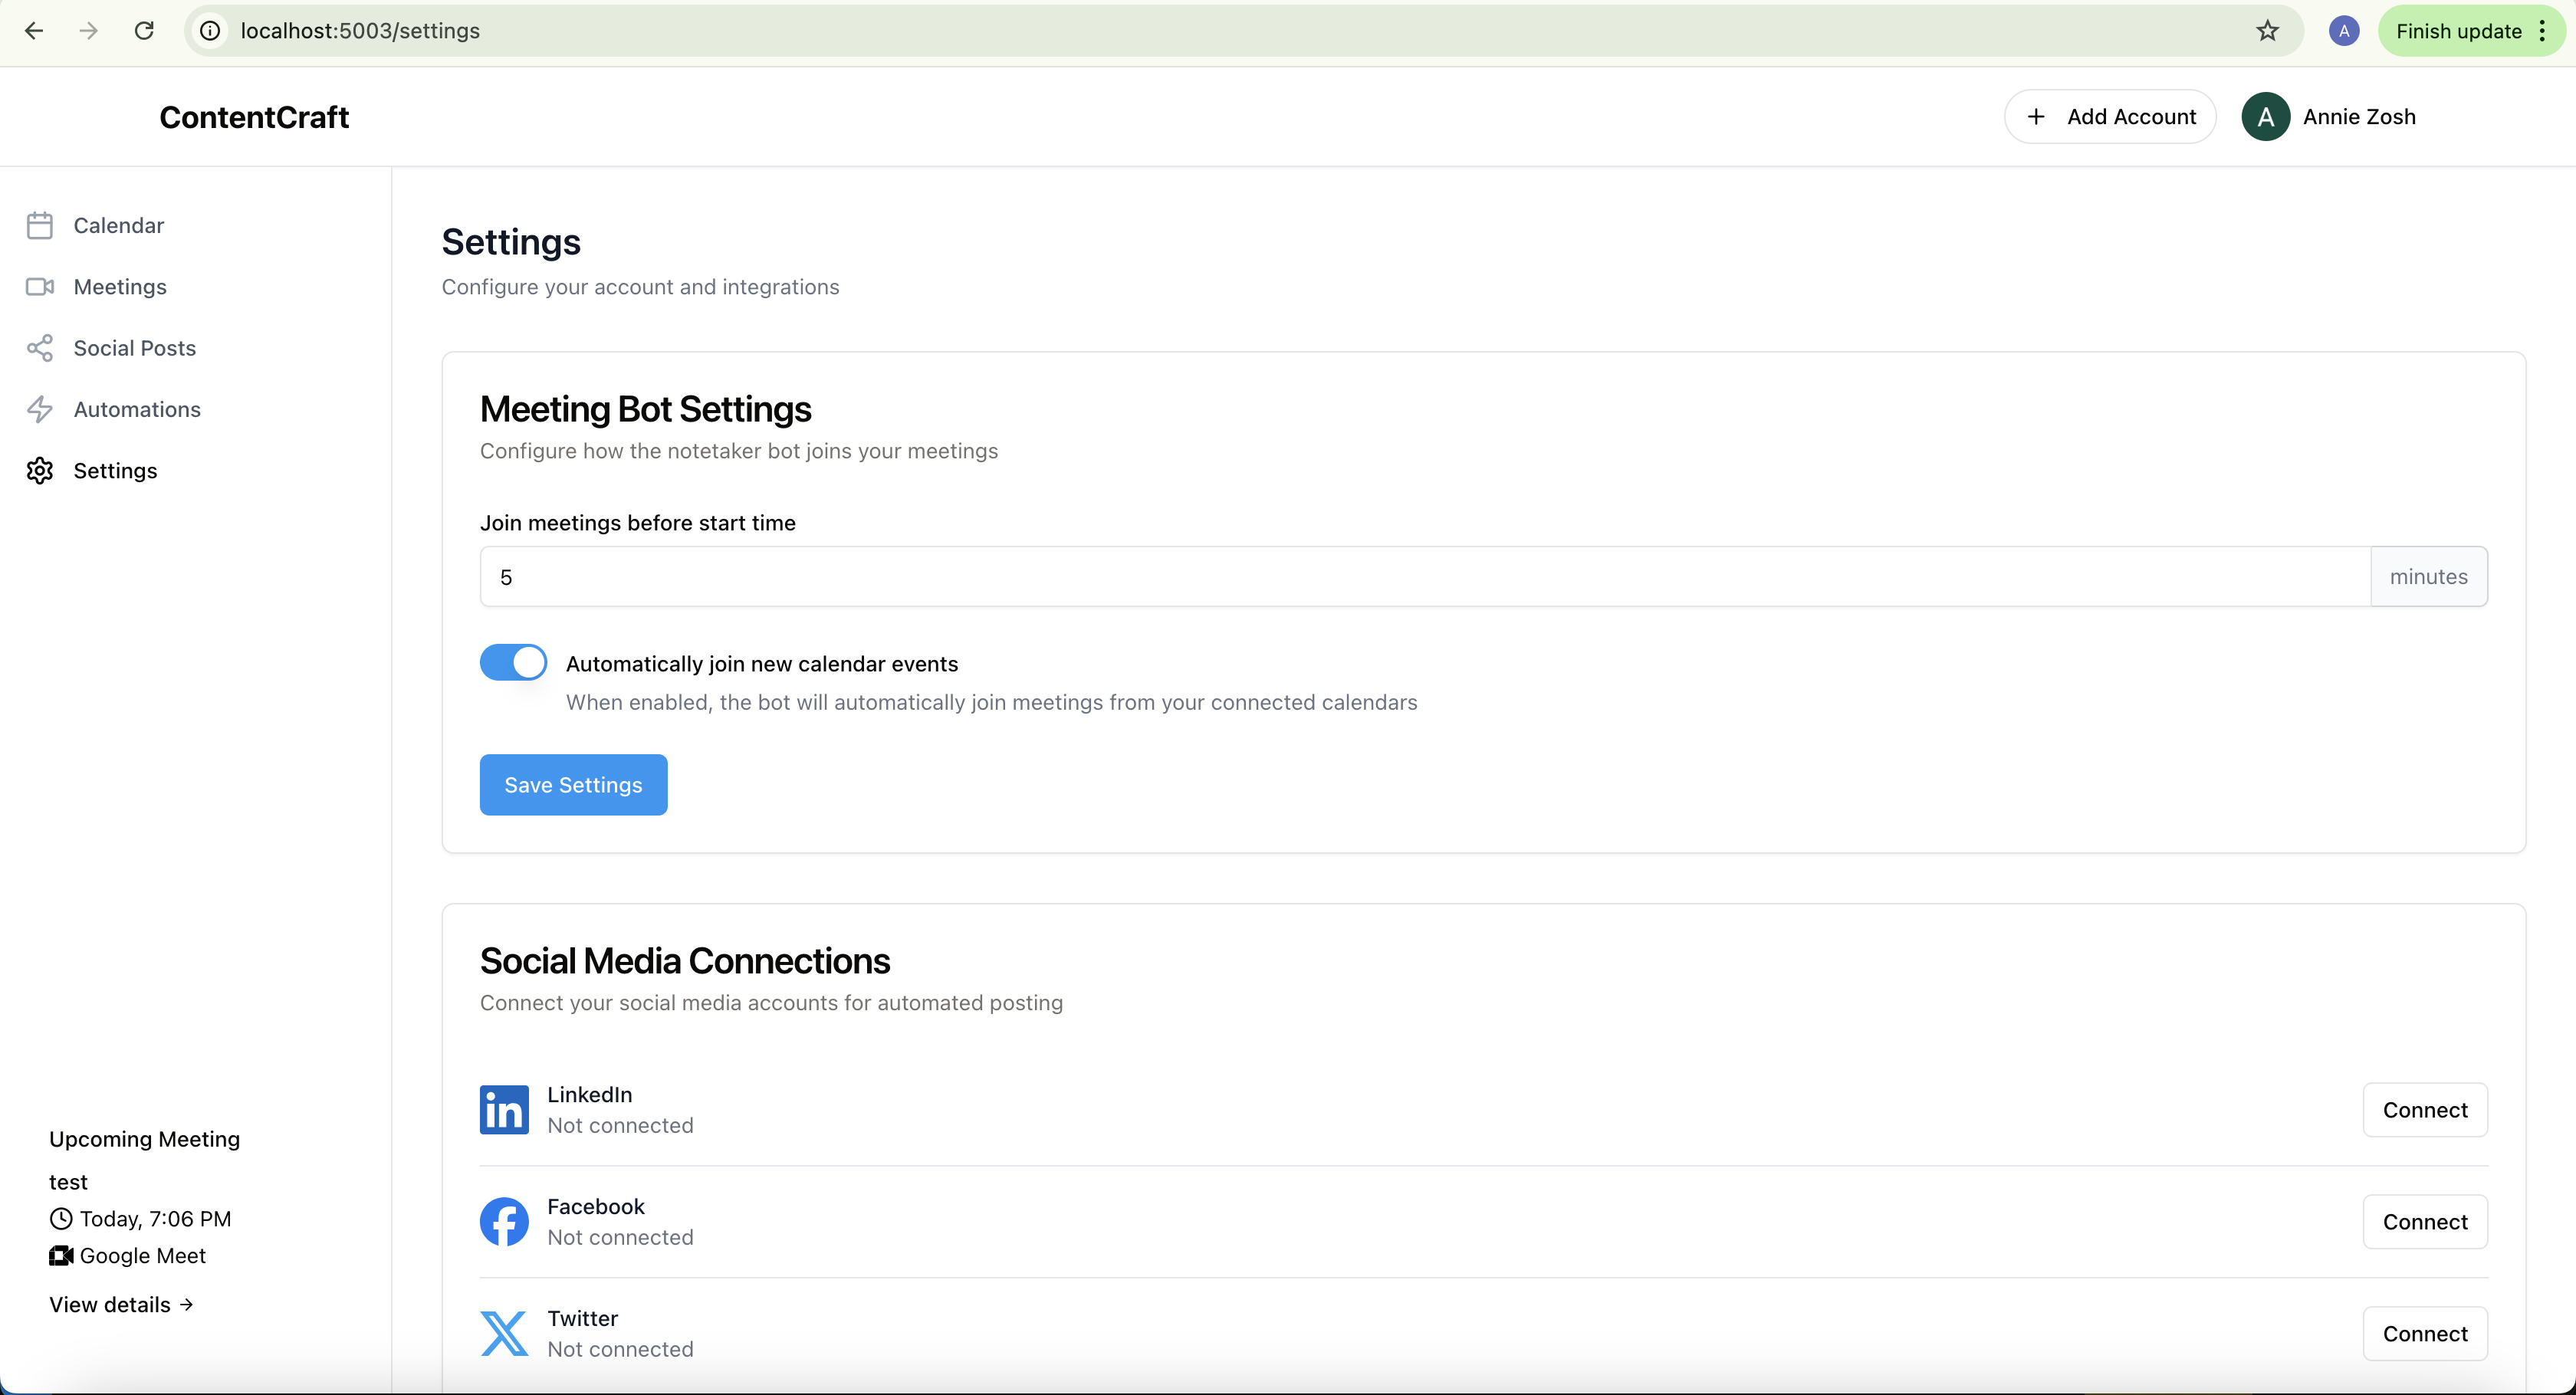 localhost:5003/settings
A
Finish update
ContentCraft
Add Account
A
Annie Zosh
Calendar
Meetings
Social Posts
Automations
Settings
Upcoming Meeting
test
Today, 7:06 PM
Google Meet
View details →
Settings
Configure your account and integrations
Meeting Bot Settings
Configure how the notetaker bot joins your meetings
Join meetings before start time
5 minutes
Automatically join new calendar events
When enabled, the bot will automatically join meetings from your connected calendars
Save Settings
Social Media Connections
Connect your social media accounts for automated posting
in
LinkedIn
Not connected
Connect
Facebook
Not connected
Connect
Twitter
Not connected
Connect